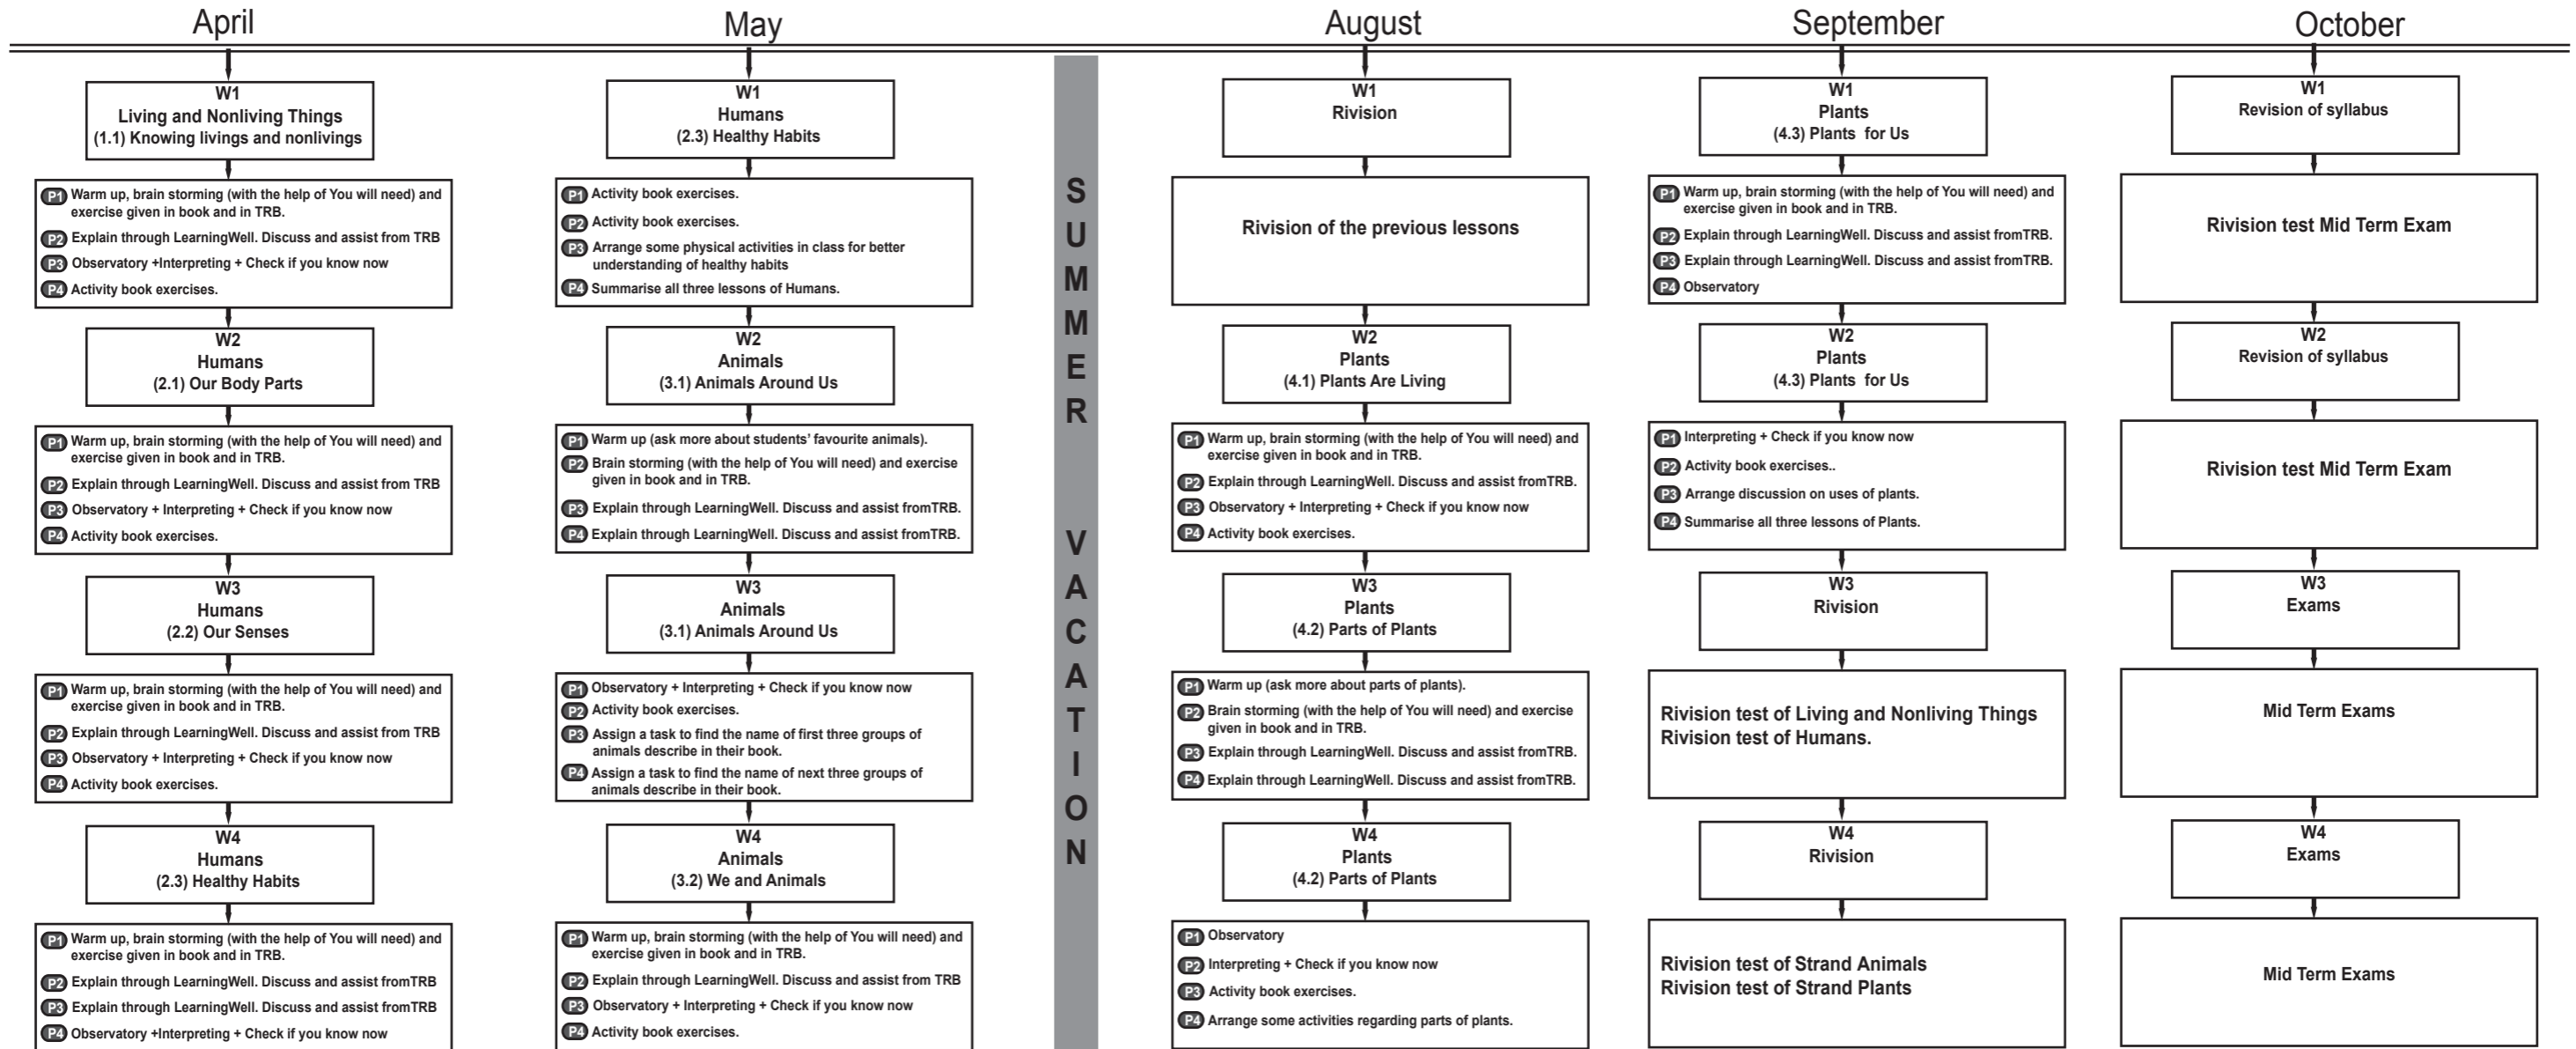 April
W1
Living and Nonliving Things
(1.1) Knowing livings and nonlivings
P1 Warm up, brain storming (with the help of You will need) and
exercise given in book and in TRB.
P2 Explain through LearningWell. Discuss and assist from TRB
P3 Observatory +Interpreting + Check if you know now
P4 Activity book exercises.
W2
Humans
(2.1) Our Body Parts
P1 Warm up, brain storming (with the help of You will need) and
exercise given in book and in TRB.
P2 Explain through LearningWell. Discuss and assist from TRB
P3 Observatory + Interpreting + Check if you know now
P4 Activity book exercises.
W3
Humans
(2.2) Our Senses
P1 Warm up, brain storming (with the help of You will need) and
exercise given in book and in TRB.
P2 Explain through LearningWell. Discuss and assist from TRB
P3 Observatory + Interpreting + Check if you know now
P4 Activity book exercises.
W4
Humans
(2.3) Healthy Habits
P1 Warm up, brain storming (with the help of You will need) and
exercise given in book and in TRB.
P2 Explain through LearningWell. Discuss and assist fromTRB
P3 Explain through LearningWell. Discuss and assist fromTRB
P4 Observatory +Interpreting + Check if you know now
May
W1
Humans
(2.3) Healthy Habits
P1 Activity book exercises.
P2 Activity book exercises.
P3 Arrange some physical activities in class for better
understanding of healthy habits
P4 Summarise all three lessons of Humans.
W2
Animals
(3.1) Animals Around Us
P1 Warm up (ask more about students' favourite animals).
P2 Brain storming (with the help of You will need) and exercise
given in book and in TRB.
P3 Explain through LearningWell. Discuss and assist fromTRB.
P4 Explain through LearningWell. Discuss and assist fromTRB.
W3
Animals
(3.1) Animals Around Us
P1 Observatory + Interpreting + Check if you know now
P2 Activity book exercises.
P3 Assign a task to find the name of first three groups of
animals describe in their book.
P4 Assign a task to find the name of next three groups of
animals describe in their book.
W4
Animals
(3.2) We and Animals
P1 Warm up, brain storming (with the help of You will need) and
exercise given in book and in TRB.
P2 Explain through LearningWell. Discuss and assist from TRB
P3 Observatory + Interpreting + Check if you know now
P4 Activity book exercises.
SUMMER VACATION
August
W1
Rivision
Rivision of the previous lessons
W2
Plants
(4.1) Plants Are Living
P1 Warm up, brain storming (with the help of You will need) and
exercise given in book and in TRB.
P2 Explain through LearningWell. Discuss and assist fromTRB.
P3 Observatory + Interpreting + Check if you know now
P4 Activity book exercises.
W3
Plants
(4.2) Parts of Plants
P1 Warm up (ask more about parts of plants).
P2 Brain storming (with the help of You will need) and exercise
given in book and in TRB.
P3 Explain through LearningWell. Discuss and assist fromTRB.
P4 Explain through LearningWell. Discuss and assist fromTRB.
W4
Plants
(4.2) Parts of Plants
P1 Observatory
P2 Interpreting + Check if you know now
P3 Activity book exercises.
P4 Arrange some activities regarding parts of plants.
September
W1
Plants
(4.3) Plants for Us
P1 Warm up, brain storming (with the help of You will need) and
exercise given in book and in TRB.
P2 Explain through LearningWell. Discuss and assist fromTRB.
P3 Explain through LearningWell. Discuss and assist fromTRB.
P4 Observatory
W2
Plants
(4.3) Plants for Us
P1 Interpreting + Check if you know now
P2 Activity book exercises..
P3 Arrange discussion on uses of plants.
P4 Summarise all three lessons of Plants.
W3
Rivision
Rivision test of Living and Nonliving Things
Rivision test of Humans.
W4
Rivision
Rivision test of Strand Animals
Rivision test of Strand Plants
October
W1
Revision of syllabus
Rivision test Mid Term Exam
W2
Revision of syllabus
Rivision test Mid Term Exam
W3
Exams
Mid Term Exams
W4
Exams
Mid Term Exams